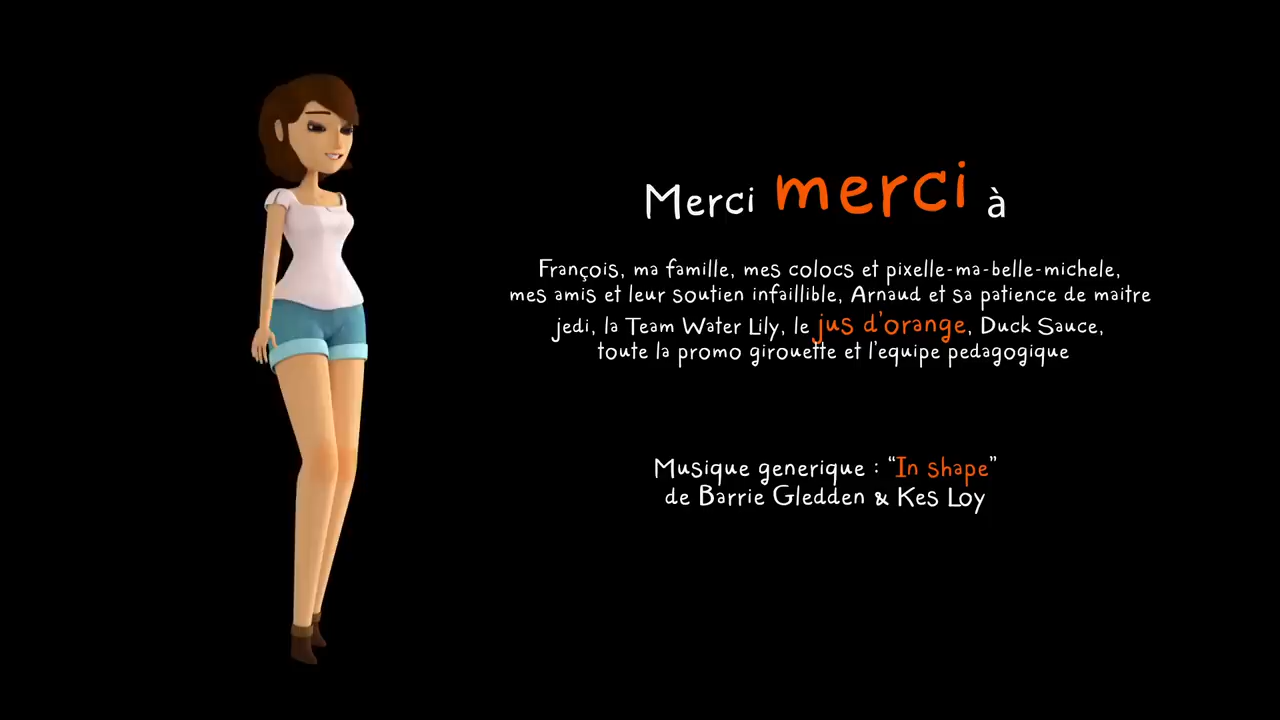 Merci merci à
François, ma famille, mes colocs et pixelle-ma-belle-michele,
mes amis et leur soutien infaillible, Arnaud et sa patience de maitre
jedi, la Team Water Lily, le jus d'orange, Duck Sauce,
toute la promo girouette et l'equipe pedagogique
Musique generique : “In shape”
de Barrie Gledden & Kes Loy